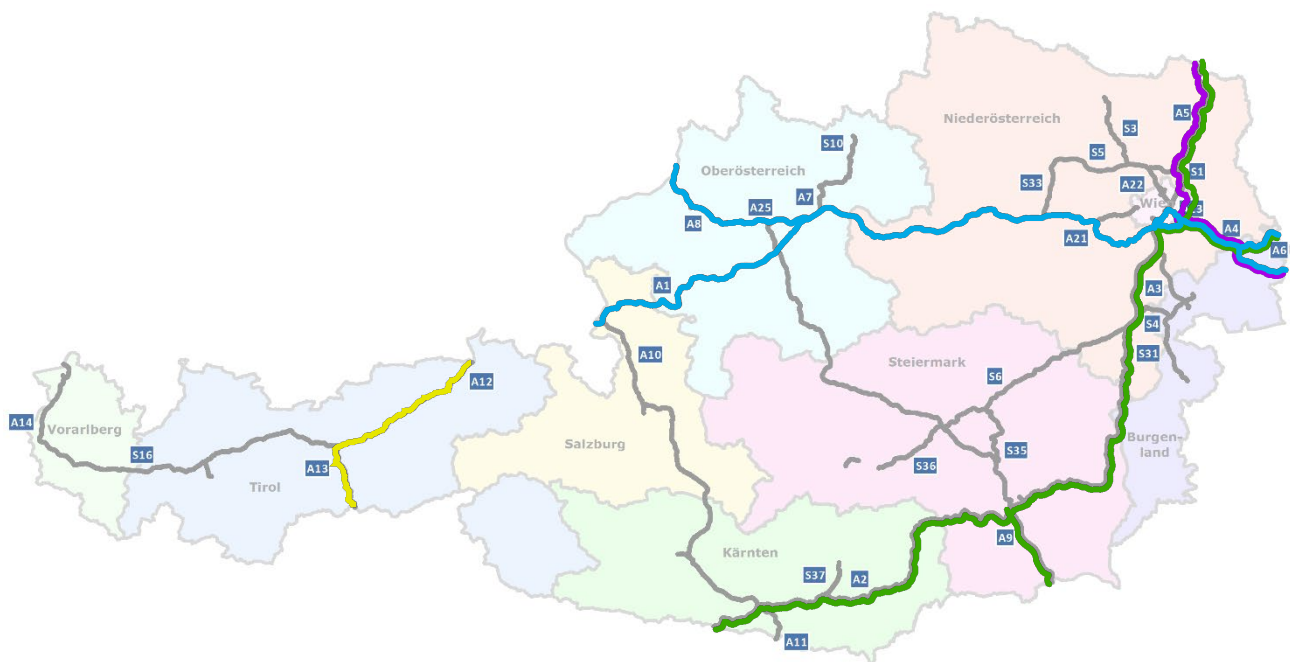 A5
S3
Niederösterreich
S10
S5
Oberösterreich
S1
A22
S33
A7
A25
A4
A8
A21
A6
A1
A3
S4
S31
A10
Steiermark
S6
A12
A14
Vorarlberg
Burgen-
land
Salzburg
S16
S35
A13
S36
Tirol
A9
Kärnten
S37
A2
A11